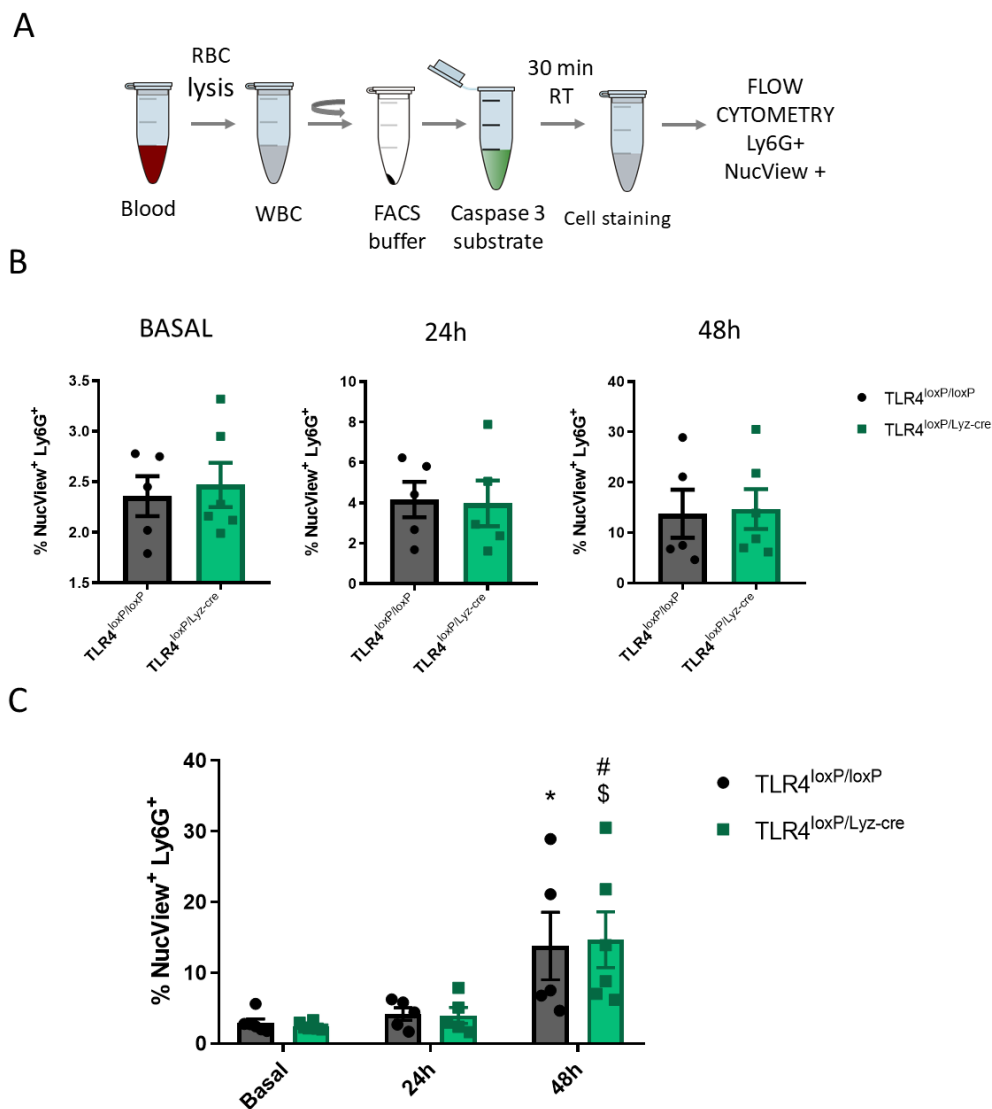 A
RBC
lysis
30 min
RT
FLOW
CYTOMETRY
Ly6G+
NucView +
Blood
WBC
FACS
buffer
Caspase 3
substrate
Cell staining
B
BASAL
24h
48h
% NucView+ Ly6G+
3.5
3.0
2.5
2.0
1.5
TLR4loxP/loxP
TLR4loxP/Lyz-cre
% NucView+ Ly6G+
10
8
6
4
2
0
TLR4loxP/loxP
TLR4loxP/Lyz-cre
% NucView+ Ly6G+
40
30
20
10
0
TLR4loxP/loxP
TLR4loxP/Lyz-cre
TLR4loxP/loxP
TLR4loxP/Lyz-cre
C
% NucView+ Ly6G+
40
30
20
10
0
*
#
$
Basal
24h
48h
TLR4loxP/loxP
TLR4loxP/Lyz-cre